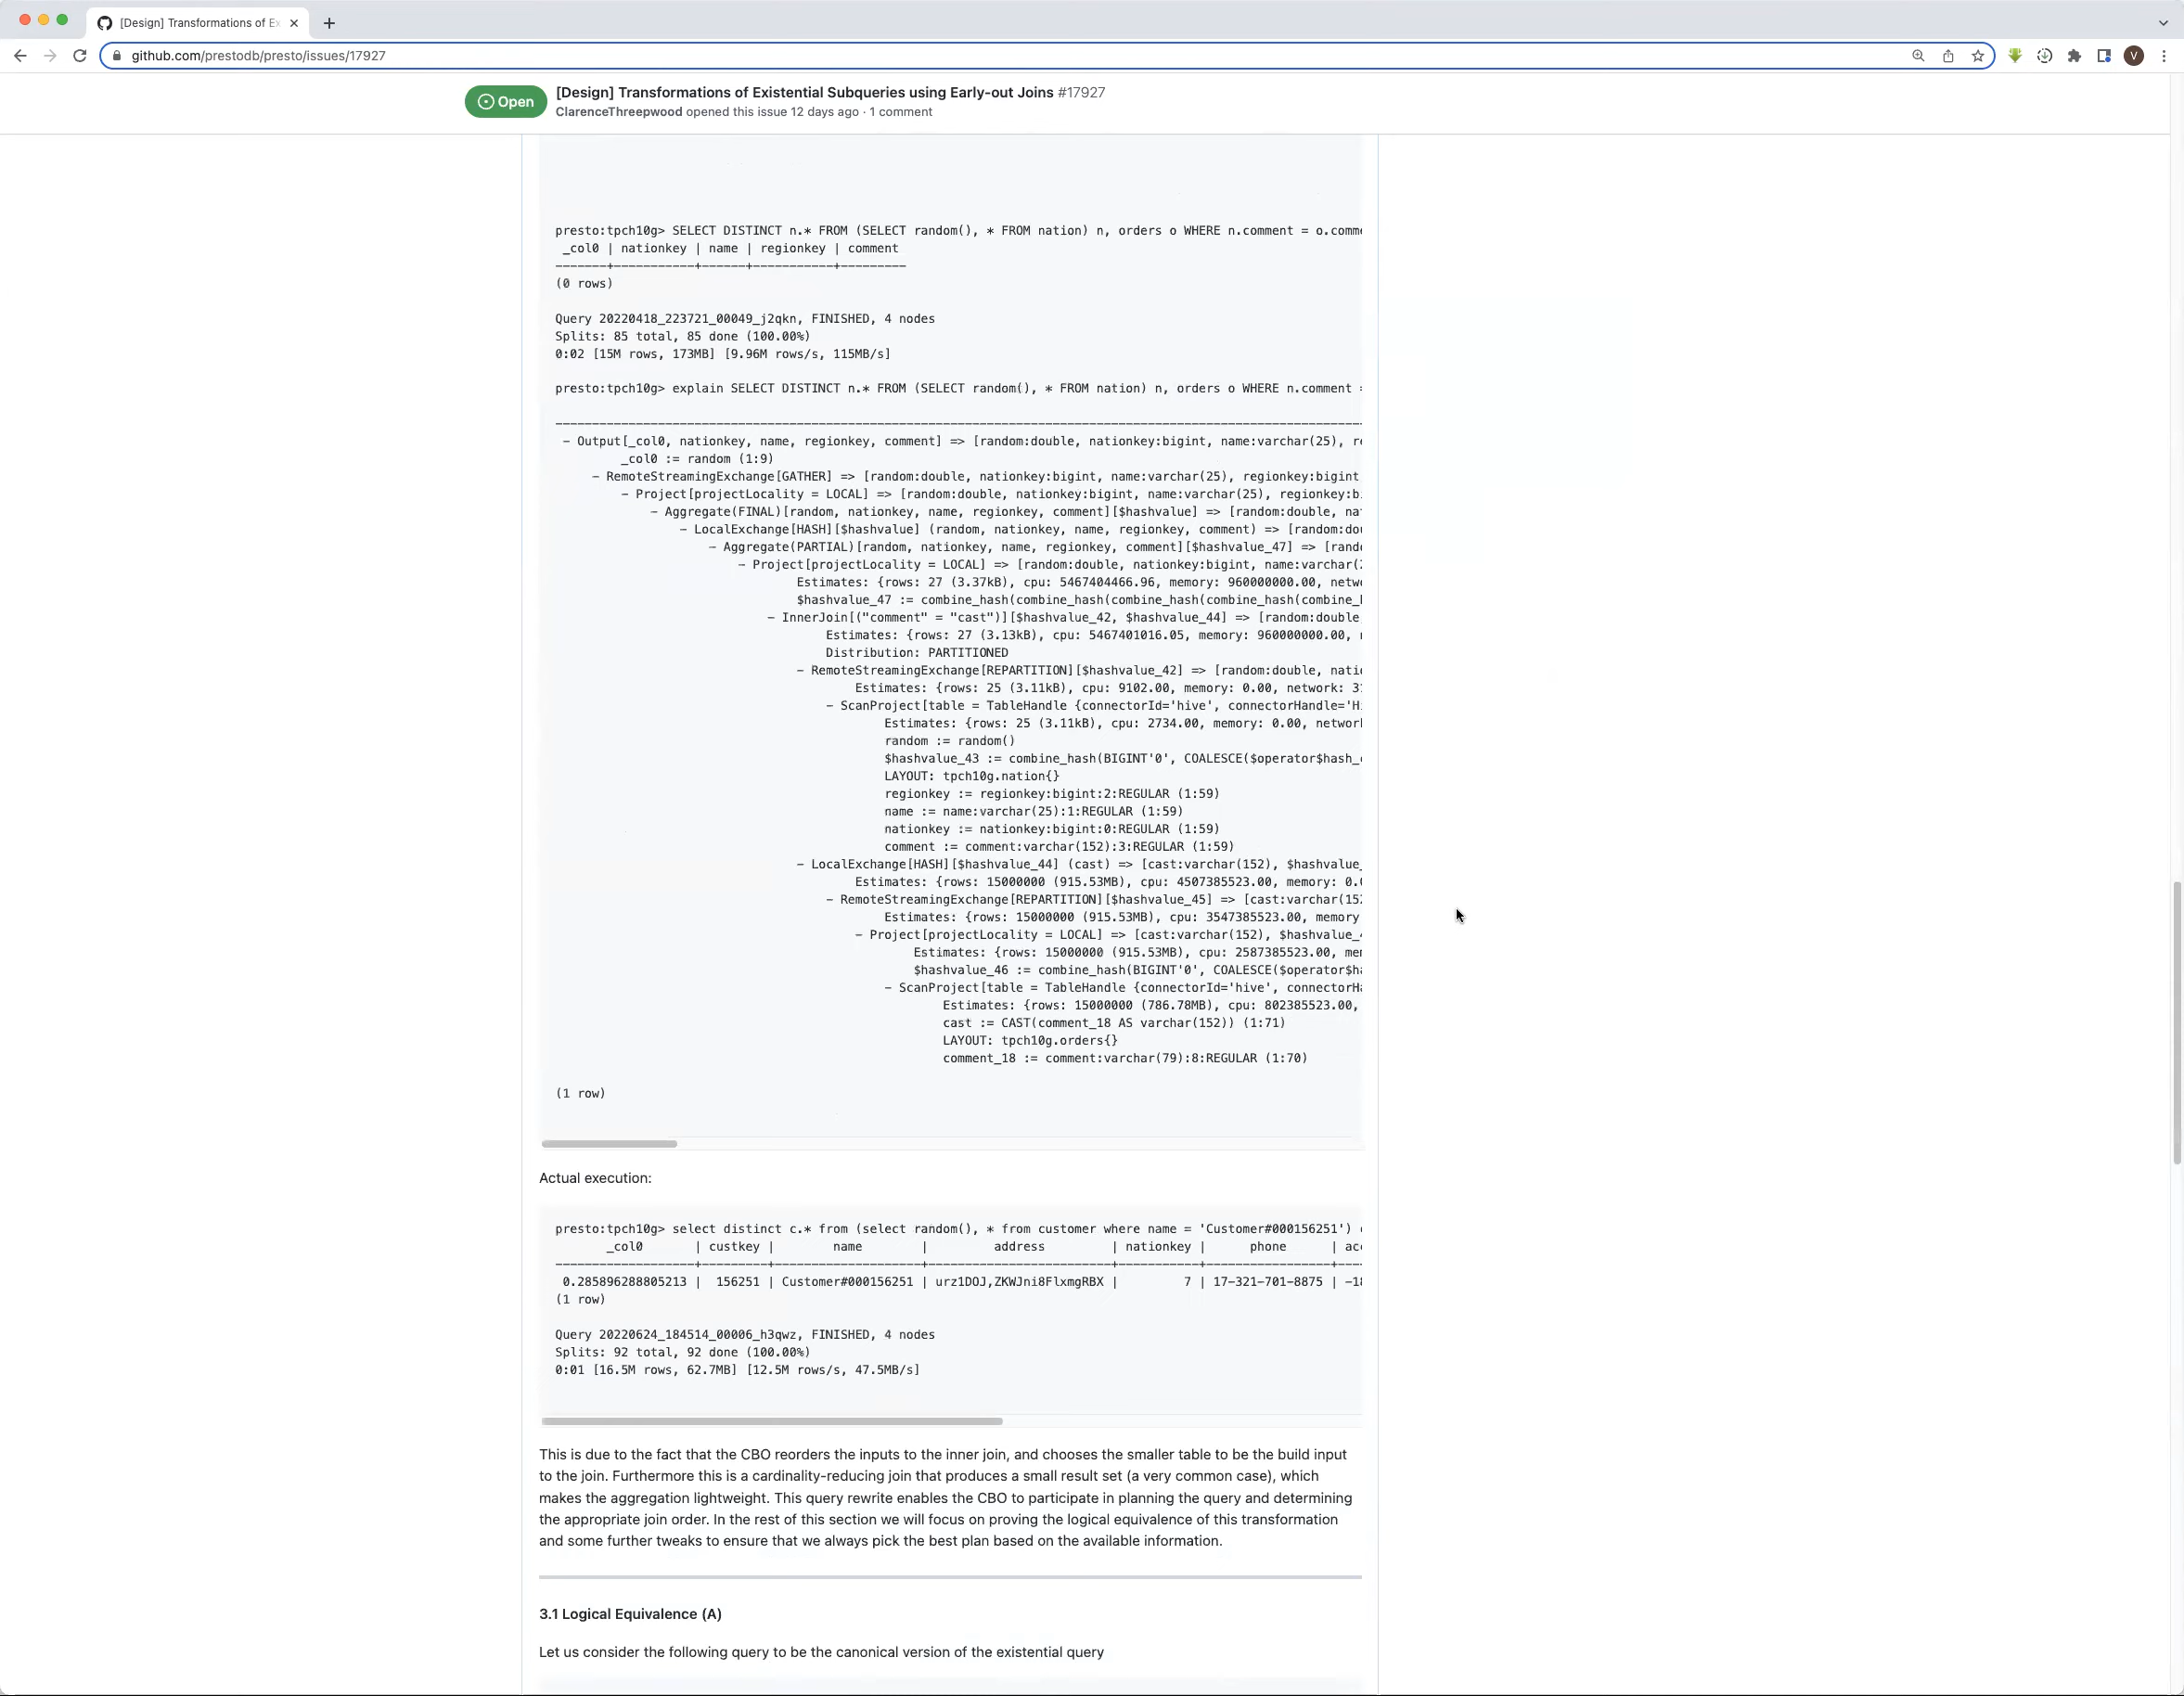 [Design] Transformations of Ex
github.com/prestodb/presto/issues/17927
V
Open
[Design] Transformations of Existential Subqueries using Early-out Joins #17927
ClarenceThreepwood opened this issue 12 days ago · 1 comment
presto:tpch10g> SELECT DISTINCT n.* FROM (SELECT random(), * FROM nation) n, orders o WHERE n.comment = o.comme
_col0 | nationkey | name | regionkey | comment
-------+-----------+------+-----------+---------
(0 rows)
Query 20220418_223721_00049_j2qkn, FINISHED, 4 nodes
Splits: 85 total, 85 done (100.00%)
0:02 [15M rows, 173MB] [9.96M rows/s, 115MB/s]
presto:tpch10g> explain SELECT DISTINCT n.* FROM (SELECT random(), * FROM nation) n, orders o WHERE n.comment =
- Output[_col0, nationkey, name, regionkey, comment] => [random:double, nationkey:bigint, name:varchar(25), re
_col0 := random (1:9)
- RemoteStreamingExchange[GATHER] => [random:double, nationkey:bigint, name:varchar(25), regionkey:bigint
- Project[projectLocality = LOCAL] => [random:double, nationkey:bigint, name:varchar(25), regionkey:b
- Aggregate(FINAL)[random, nationkey, name, regionkey, comment][$hashvalue] => [random:double, na
- LocalExchange[HASH][$hashvalue] (random, nationkey, name, regionkey, comment) => [random:dou
- Aggregate(PARTIAL)[random, nationkey, name, regionkey, comment][$hashvalue_47] => [rand
- Project[projectLocality = LOCAL] => [random:double, nationkey:bigint, name:varchar(2
Estimates: {rows: 27 (3.37kB), cpu: 5467404466.96, memory: 960000000.00, netwo
$hashvalue_47 := combine_hash(combine_hash(combine_hash(combine_hash(combine_h
- InnerJoin[("comment" = "cast")][$hashvalue_42, $hashvalue_44] => [random:double,
Estimates: {rows: 27 (3.13kB), cpu: 5467401016.05, memory: 960000000.00, n
Distribution: PARTITIONED
- RemoteStreamingExchange[REPARTITION][$hashvalue_42] => [random:double, natio
Estimates: {rows: 25 (3.11kB), cpu: 9102.00, memory: 0.00, network: 31
- ScanProject[table = TableHandle {connectorId='hive', connectorHandle='Hi
Estimates: {rows: 25 (3.11kB), cpu: 2734.00, memory: 0.00, network
random := random()
$hashvalue_43 := combine_hash(BIGINT'0', COALESCE($operator$hash_c
LAYOUT: tpch10g.nation{}
regionkey := regionkey:bigint:2:REGULAR (1:59)
name := name:varchar(25):1:REGULAR (1:59)
nationkey := nationkey:bigint:0:REGULAR (1:59)
comment := comment:varchar(152):3:REGULAR (1:59)
- LocalExchange[HASH][$hashvalue_44] (cast) => [cast:varchar(152), $hashvalue_
Estimates: {rows: 15000000 (915.53MB), cpu: 4507385523.00, memory: 0.0
- RemoteStreamingExchange[REPARTITION][$hashvalue_45] => [cast:varchar(152
Estimates: {rows: 15000000 (915.53MB), cpu: 3547385523.00, memory
- Project[projectLocality = LOCAL] => [cast:varchar(152), $hashvalue_4
Estimates: {rows: 15000000 (915.53MB), cpu: 2587385523.00, mem
$hashvalue_46 := combine_hash(BIGINT'0', COALESCE($operator$ha
- ScanProject[table = TableHandle {connectorId='hive', connectorHa
Estimates: {rows: 15000000 (786.78MB), cpu: 802385523.00,
cast := CAST(comment_18 AS varchar(152)) (1:71)
LAYOUT: tpch10g.orders{}
comment_18 := comment:varchar(79):8:REGULAR (1:70)
(1 row)
Actual execution:
presto:tpch10g> select distinct c.* from (select random(), * from customer where name = 'Customer#000156251') c
_col0 | custkey | name | address | nationkey | phone | acc
0.285896288805213 | 156251 | Customer#000156251 | urz1DOJ,ZKWJni8FlxmgRBX | 7 | 17-321-701-8875 | -18
(1 row)
Query 20220624_184514_00006_h3qwz, FINISHED, 4 nodes
Splits: 92 total, 92 done (100.00%)
0:01 [16.5M rows, 62.7MB] [12.5M rows/s, 47.5MB/s]
This is due to the fact that the CBO reorders the inputs to the inner join, and chooses the smaller table to be the build input
to the join. Furthermore this is a cardinality-reducing join that produces a small result set (a very common case), which
makes the aggregation lightweight. This query rewrite enables the CBO to participate in planning the query and determining
the appropriate join order. In the rest of this section we will focus on proving the logical equivalence of this transformation
and some further tweaks to ensure that we always pick the best plan based on the available information.
3.1 Logical Equivalence (A)
Let us consider the following query to be the canonical version of the existential query